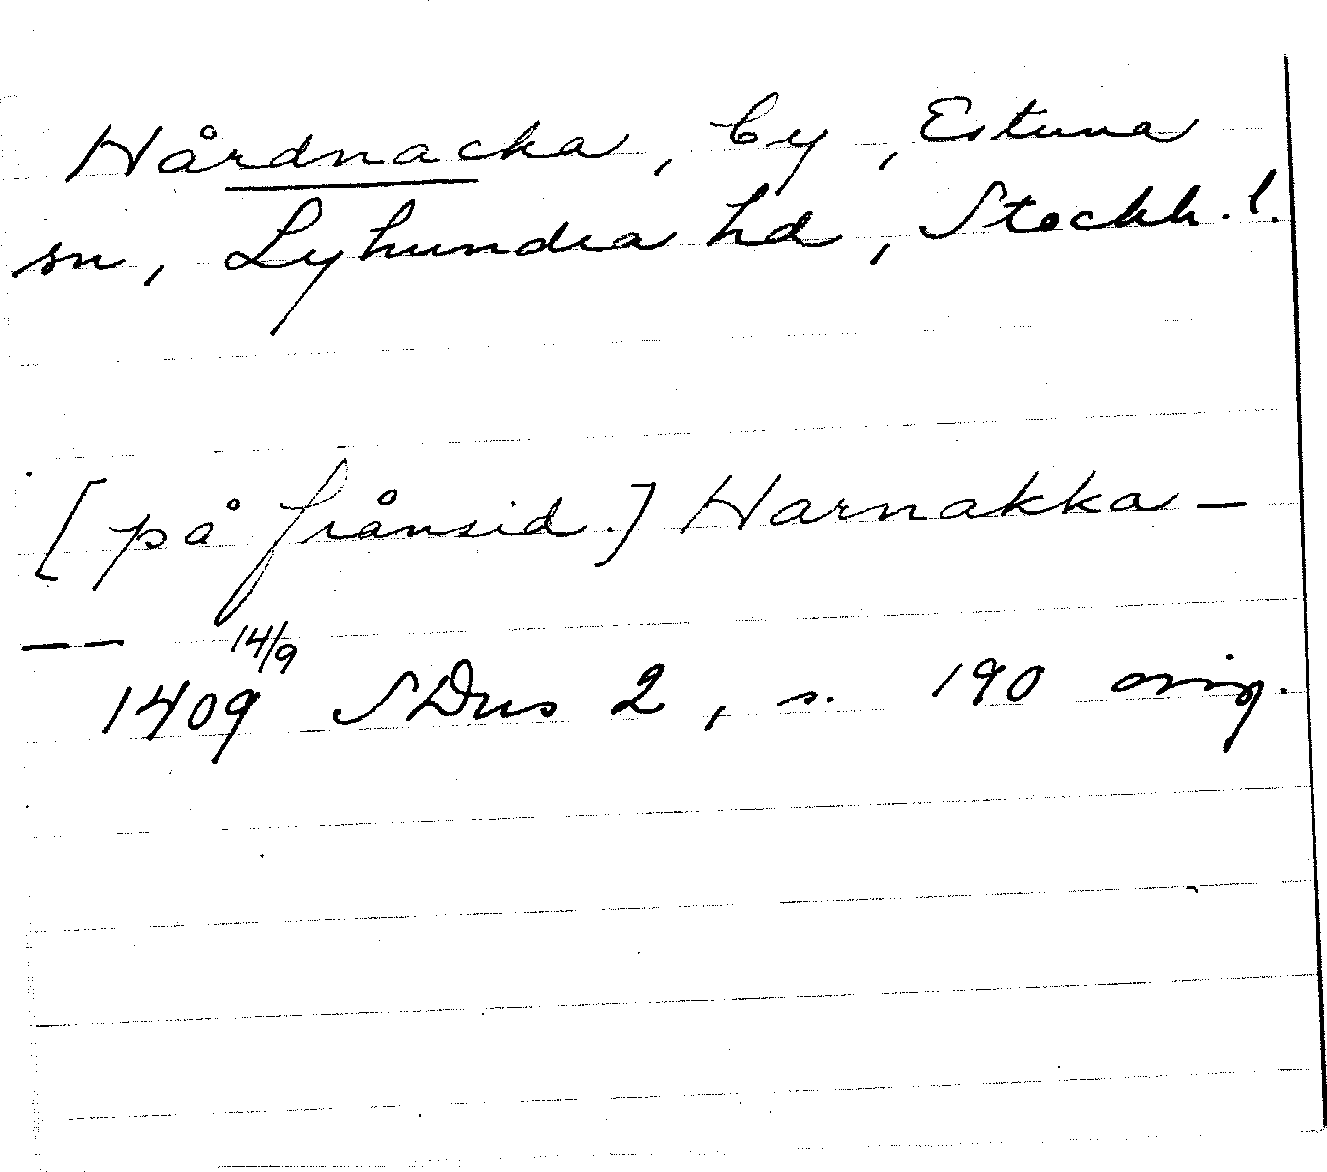 Hårdnacka, by, Estuna
sn, Lyhundra hd, Stockh. l.
[på frånsid.] Harnakka –
– – 14/9
1409 SDns 2, s. 190 orig.